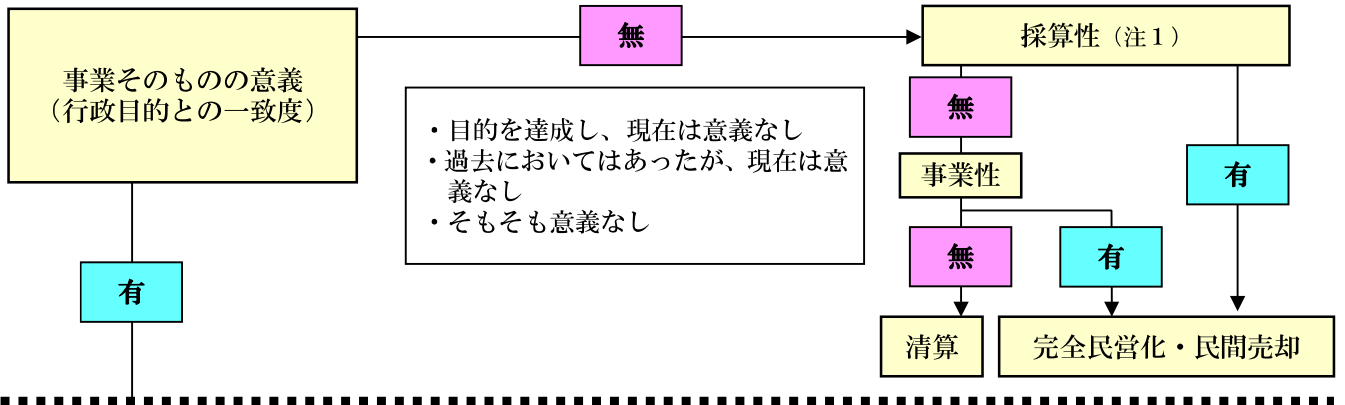 事業そのものの意義
（行政目的との一致度）
無
採算性（注１）
・目的を達成し、現在は意義なし
・過去においてはあったが、現在は意
義なし
・そもそも意義なし
無
事業性
有
有
無
有
清算
完全民営化・民間売却